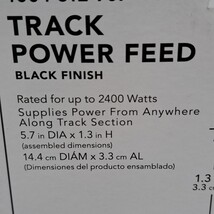 TRACK
POWER FEED
BLACK FINISH
Rated for up to 2400 Watts
Supplies Power From Anywhere
Along Track Section
5.7 in DIA x 1.3 in H
(assembled dimensions)
14.4 cm DIÁM x 3.3 cm AL
(Dimensiones del producto ensamblado)
1.3
3.3 c